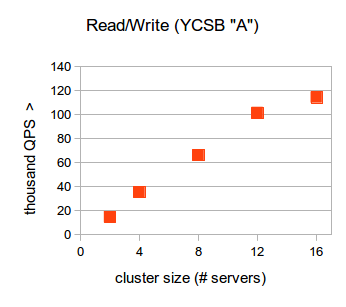 Read/Write (YCSB "A")
140
120
100
80
60
40
20
0
thousand QPS >
0 4 8 12 16
cluster size (# servers)